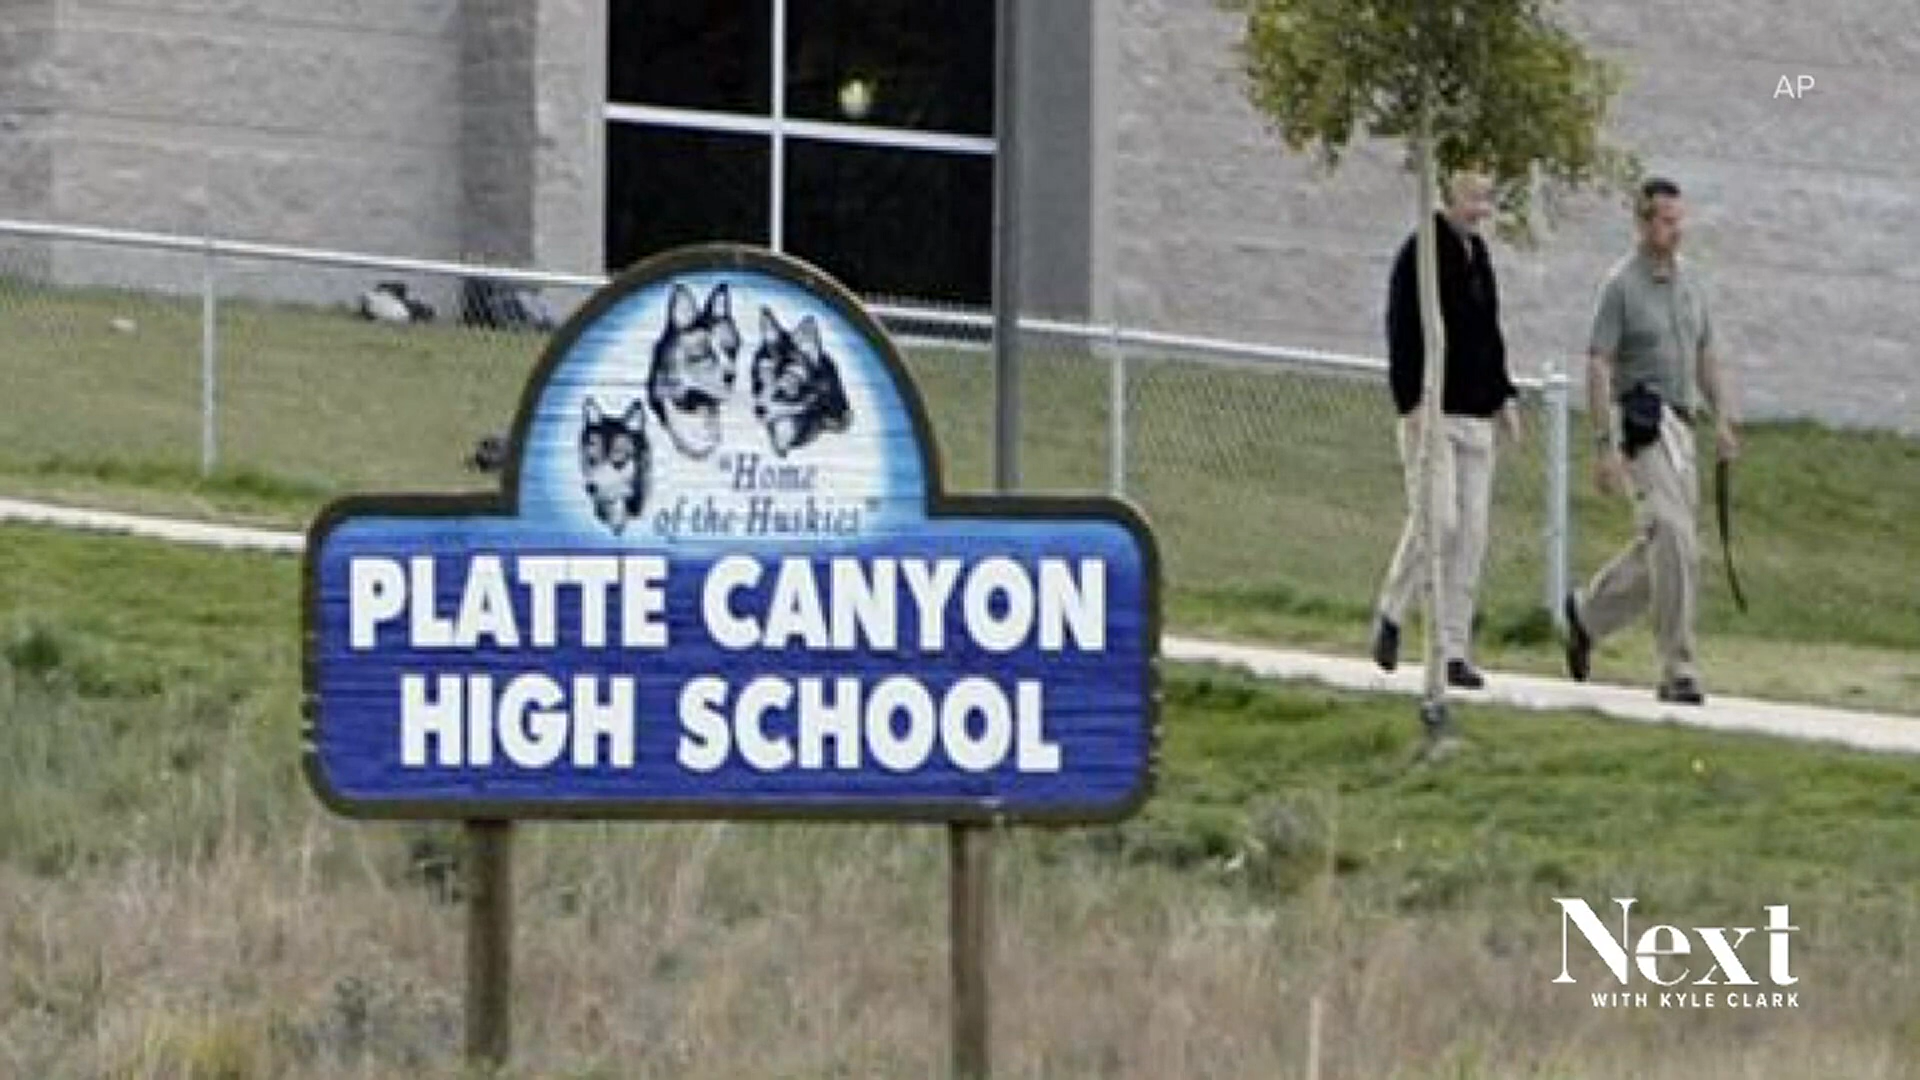 AP
"Home
of-the-Huskies"
PLATTE CANYON
HIGH SCHOOL
Next
WITH KYLE CLARK